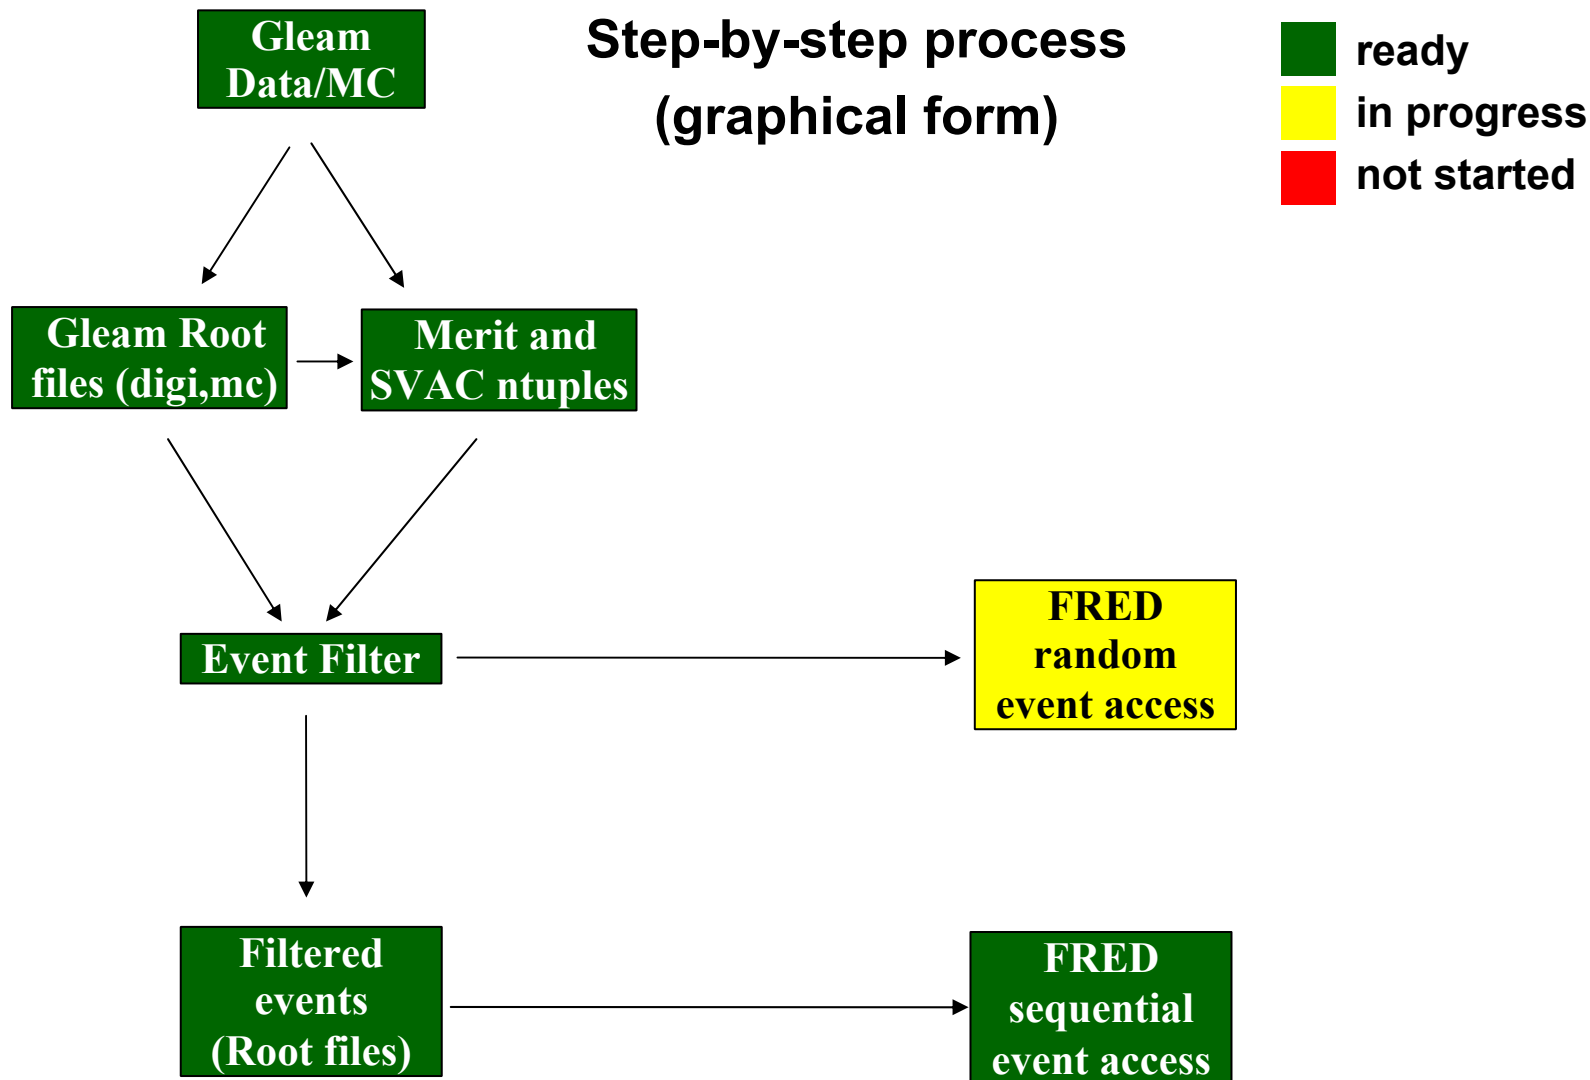 Gleam
Data/MC
Step-by-step process
(graphical form)
ready
in progress
not started
Gleam Root
files (digi,mc)
Merit and
SVAC ntuples
Event Filter
FRED
random
event access
Filtered
events
(Root files)
FRED
sequential
event access